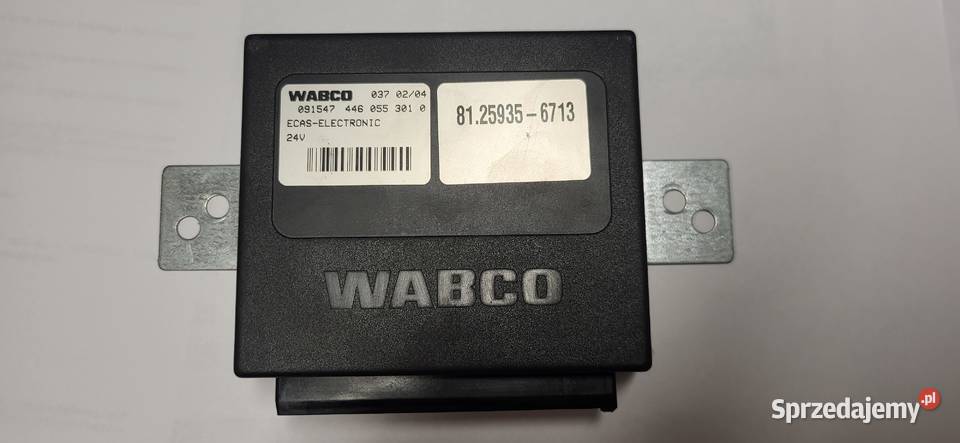 WABCO 037 02/04
091547 446 055 301 0
ECAS-ELECTRONIC
24V
81.25935-6713
WABCO
Sprzedajemy.pl